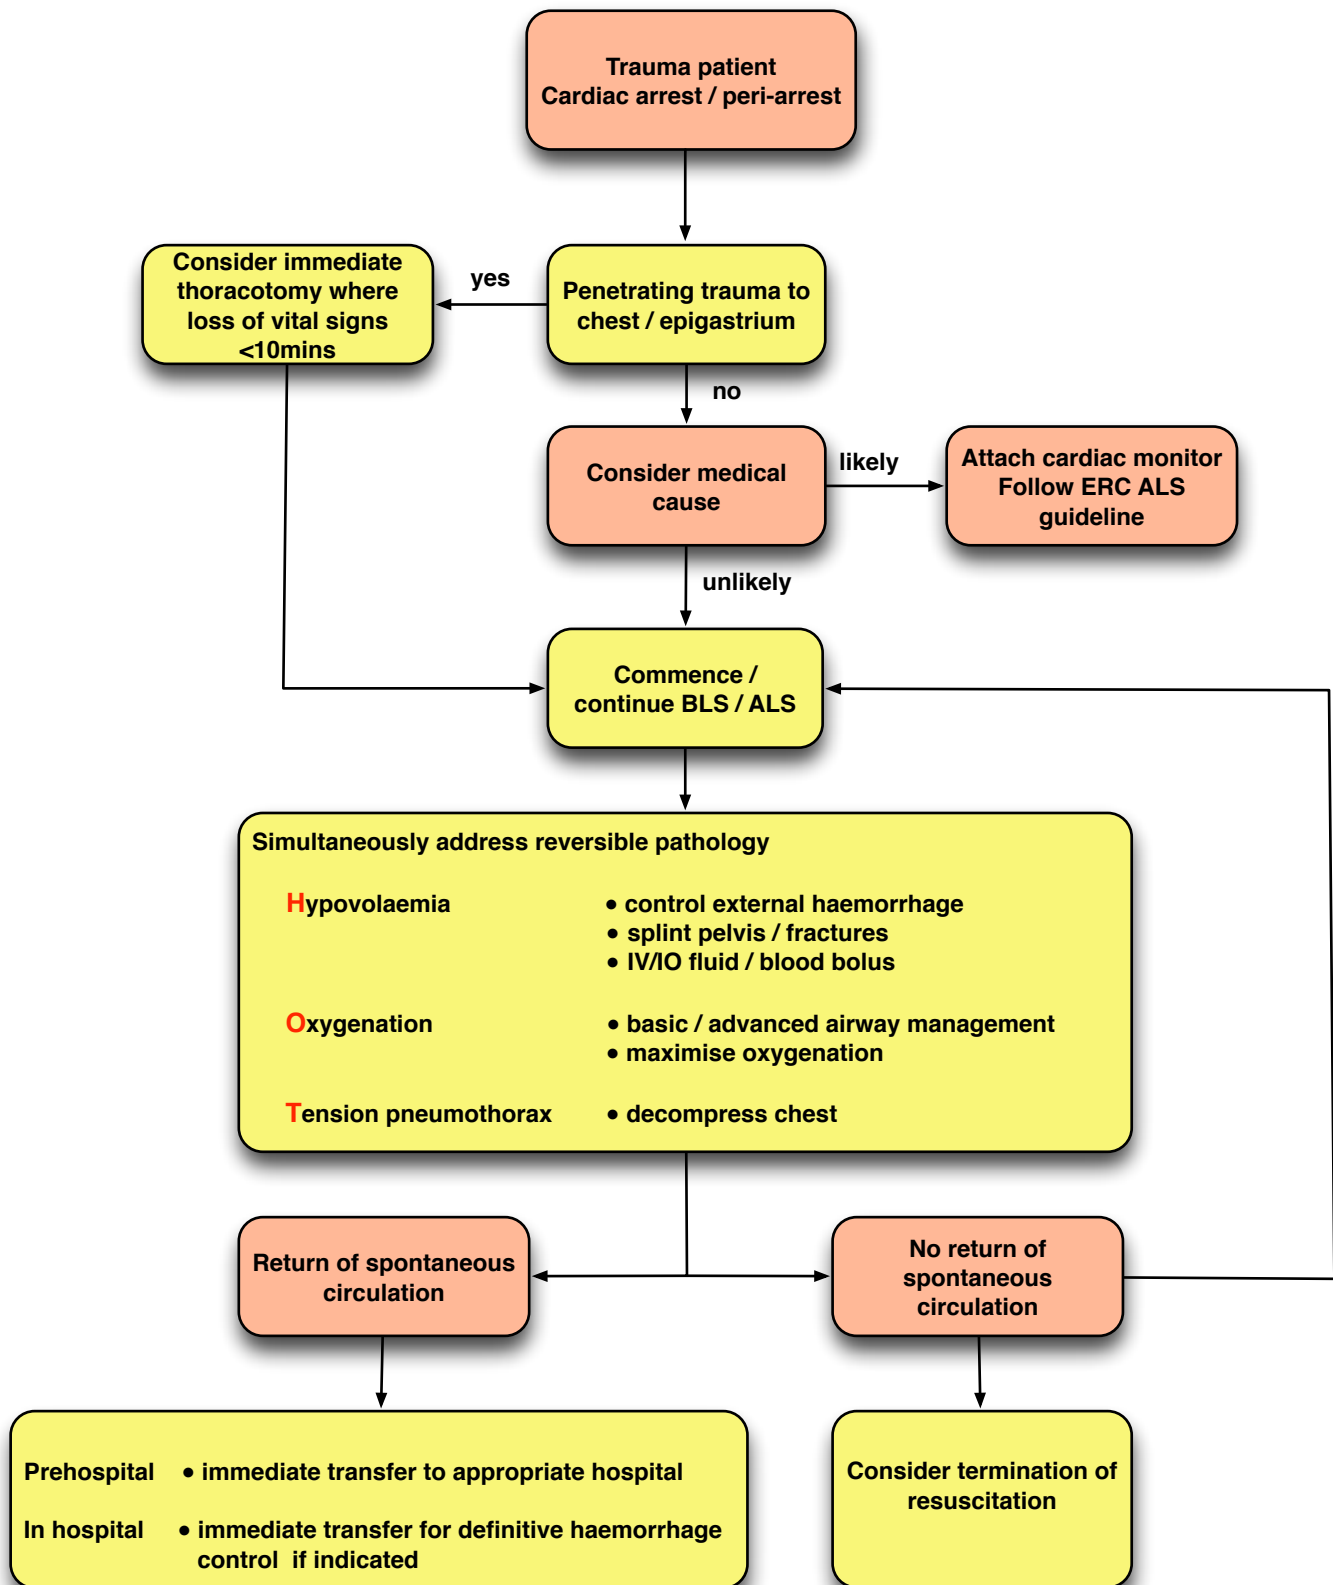 Trauma patient
Cardiac arrest / peri-arrest
Consider immediate
thoracotomy where
loss of vital signs
<10mins
yes
Penetrating trauma to
chest / epigastrium
no
Consider medical
cause
likely
Attach cardiac monitor
Follow ERC ALS
guideline
unlikely
Commence /
continue BLS / ALS
Simultaneously address reversible pathology
Hypovolaemia • control external haemorrhage
• splint pelvis / fractures
• IV/IO fluid / blood bolus
Oxygenation • basic / advanced airway management
• maximise oxygenation
Tension pneumothorax • decompress chest
Return of spontaneous
circulation
No return of
spontaneous
circulation
Prehospital • immediate transfer to appropriate hospital
In hospital • immediate transfer for definitive haemorrhage
control if indicated
Consider termination of
resuscitation